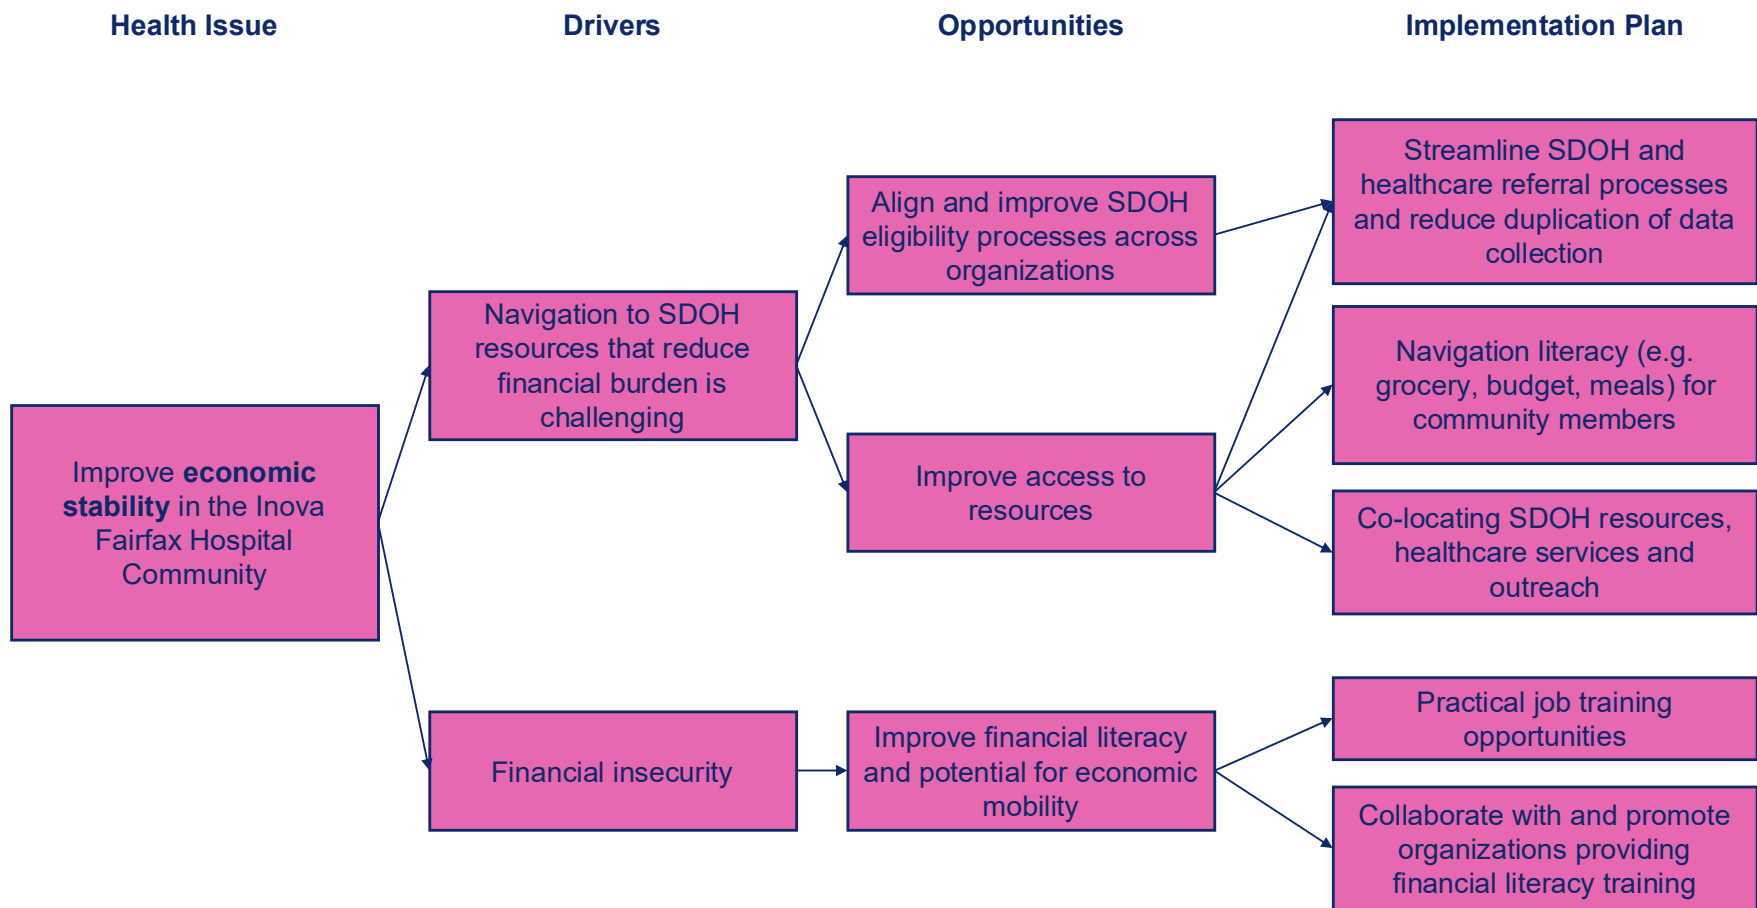 Health Issue
Drivers
Opportunities
Implementation Plan
Improve economic
stability in the Inova
Fairfax Hospital
Community
Navigation to SDOH
resources that reduce
financial burden is
challenging
Financial insecurity
Align and improve SDOH
eligibility processes across
organizations
Improve access to
resources
Improve financial literacy
and potential for economic
mobility
Streamline SDOH and
healthcare referral processes
and reduce duplication of data
collection
Navigation literacy (e.g.
grocery, budget, meals) for
community members
Co-locating SDOH resources,
healthcare services and
outreach
Practical job training
opportunities
Collaborate with and promote
organizations providing
financial literacy training